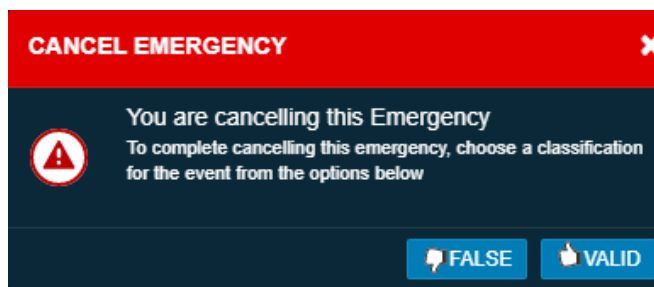 CANCEL EMERGENCY
You are cancelling this Emergency
To complete cancelling this emergency, choose a classification
for the event from the options below
FALSE VALID